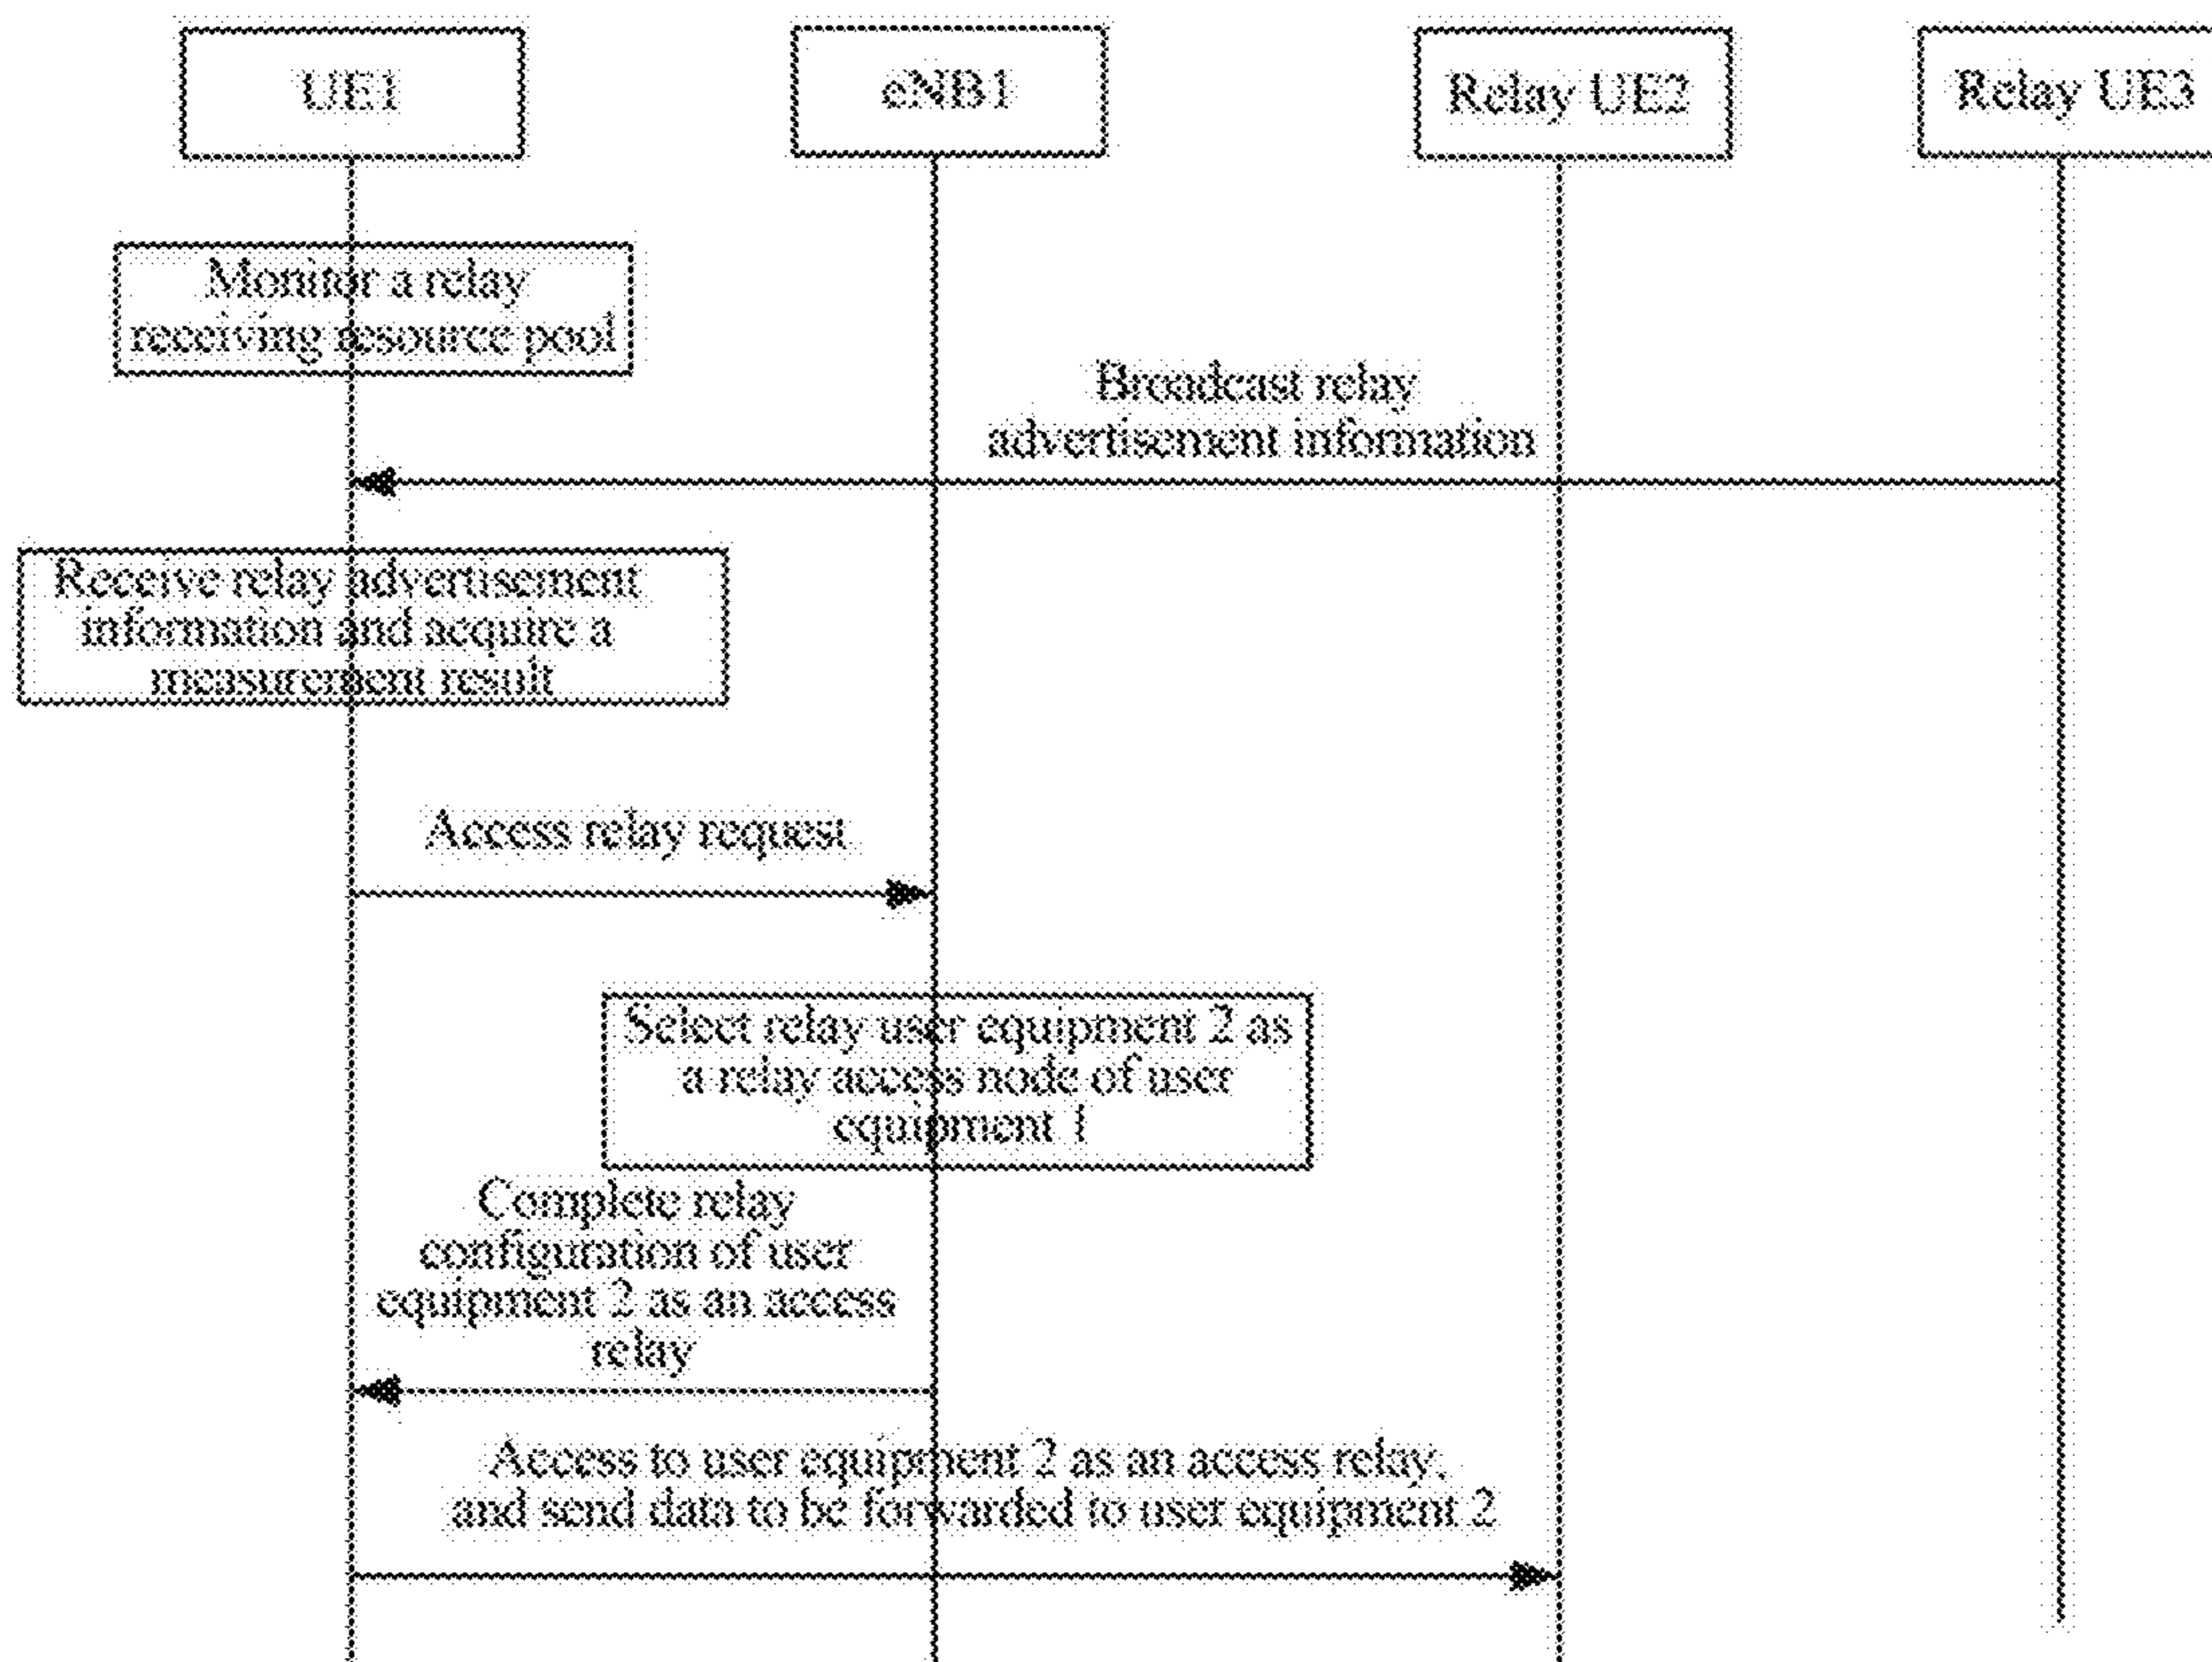 UE1
eNB1
Relay UE2
Relay UE3
Monitor a relay
receiving resource pool
Broadcast relay
advertisement information
Receive relay advertisement
information and acquire a
measurement result
Access relay request
Select relay user equipment 2 as
a relay access node of user
equipment 1
Complete relay
configuration of user
equipment 2 as an access
relay
Access to user equipment 2 as an access relay,
and send data to be forwarded to user equipment 2